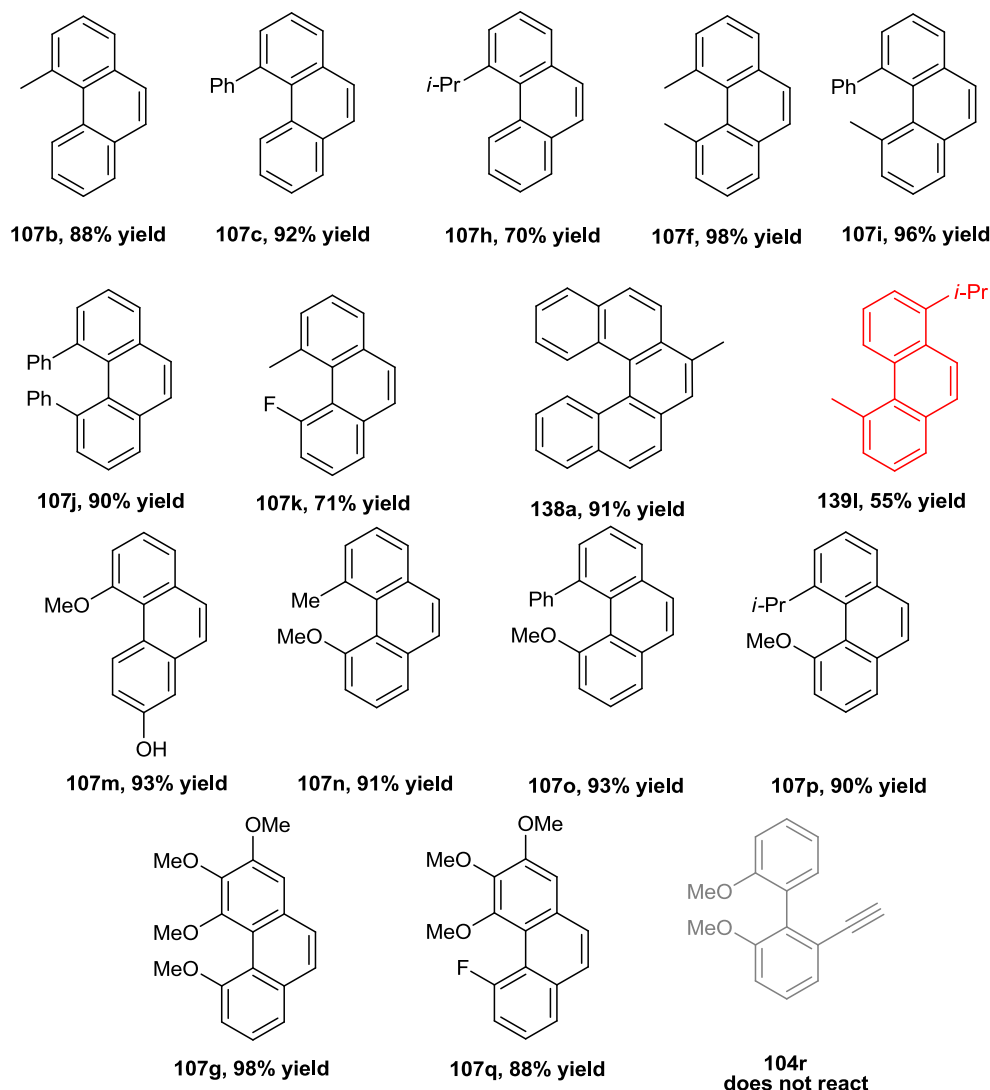 Ph
i-Pr
Ph
107b, 88% yield
107c, 92% yield
107h, 70% yield
107f, 98% yield
107i, 96% yield
i-Pr
Ph
Ph
F
107j, 90% yield
107k, 71% yield
138a, 91% yield
139l, 55% yield
MeO
OH
Me
MeO
Ph
MeO
i-Pr
MeO
107m, 93% yield
107n, 91% yield
107o, 93% yield
107p, 90% yield
OMe
MeO
MeO
MeO
OMe
MeO
MeO
F
MeO
MeO
107g, 98% yield
107q, 88% yield
104r
does not react